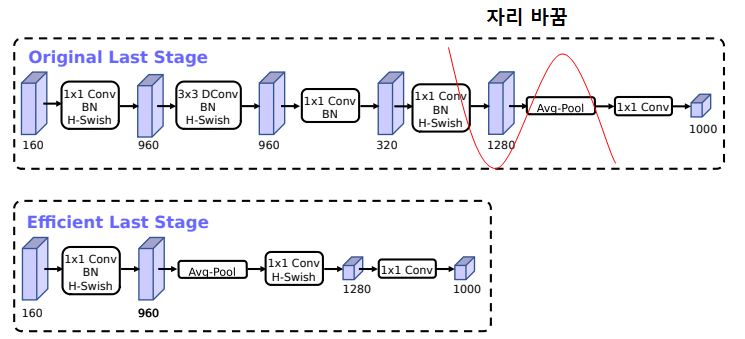 자리 바꿈
Original Last Stage
1x1 Conv
BN
H-Swish
3x3 DConv
BN
H-Swish
1x1 Conv
BN
1x1 Conv
BN
H-Swish
Avg-Pool
1x1 Conv
160
960
960
320
1280
1000
Efficient Last Stage
1x1 Conv
BN
H-Swish
Avg-Pool
1x1 Conv
H-Swish
1x1 Conv
160
960
1280
1000